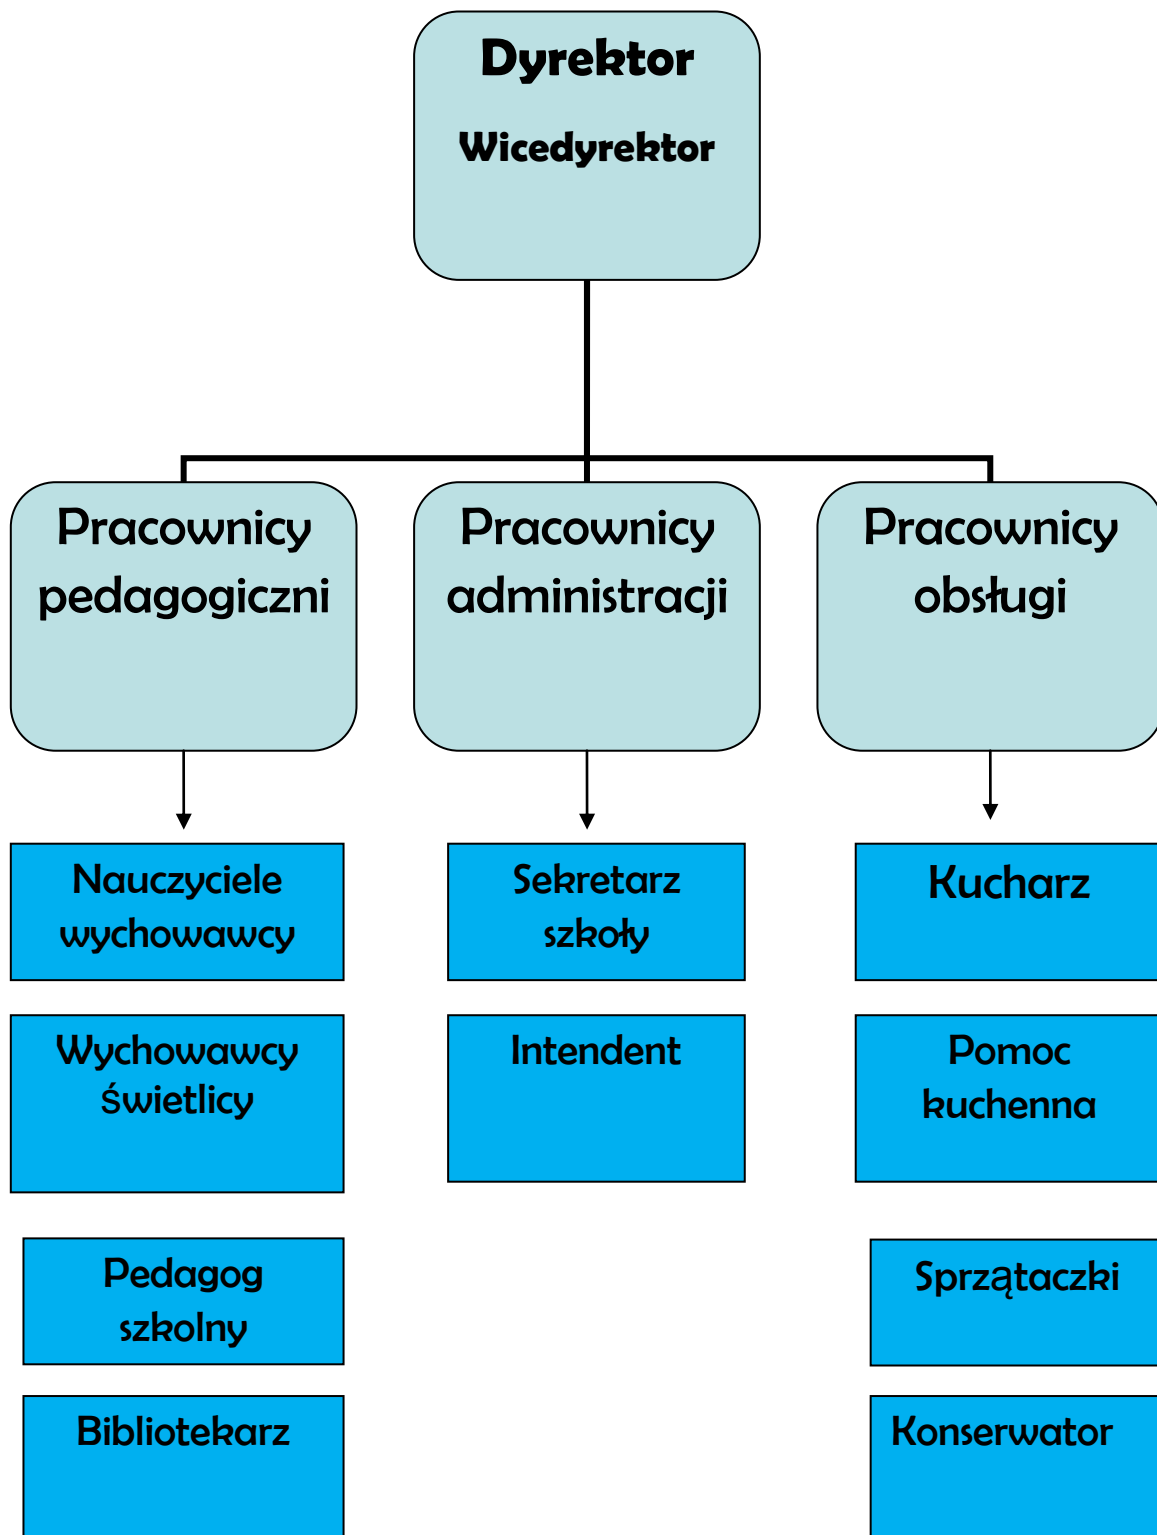 Dyrektor
Wicedyrektor
Pracownicy
pedagogiczni
Pracownicy
administracji
Pracownicy
obsługi
Nauczyciele
wychowawcy
Wychowawcy
świetlicy
Pedagog
szkolny
Bibliotekarz
Sekretarz
szkoły
Intendent
Kucharz
Pomoc
kuchenna
Sprzątaczki
Konserwator